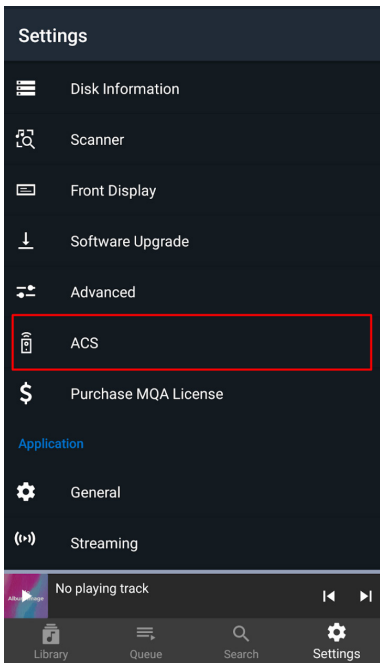 Settings
Disk Information
Scanner
Front Display
Software Upgrade
Advanced
ACS
Purchase MQA License
Application
General
Streaming
No playing track
Library
Queue
Search
Settings